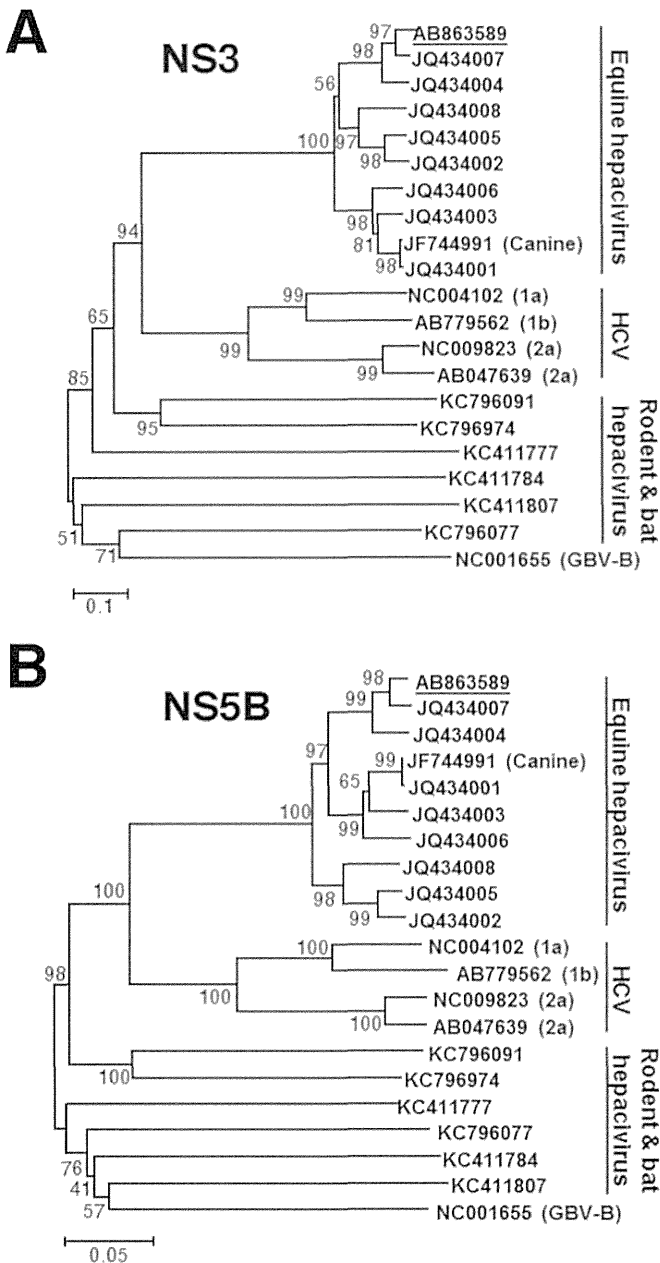 A
NS3
97
AB863589
98
JQ434007
JQ434004
56
JQ434008
100
97
JQ434005
98
JQ434002
JQ434006
98
JQ434003
81
JF744991 (Canine)
98
JQ434001
Equine hepacivirus
94
99
NC004102 (1a)
AB779562 (1b)
99
NC009823 (2a)
99
AB047639 (2a)
HCV
65
85
KC796091
95
KC796974
KC411777
KC411784
KC411807
51
KC796077
71
NC001655 (GBV-B)
Rodent & bat
hepacivirus
0.1
B
NS5B
98
AB863589
99
JQ434007
JQ434004
97
99
JF744991 (Canine)
65
JQ434001
JQ434003
99
JQ434006
100
JQ434008
98
JQ434005
99
JQ434002
Equine hepacivirus
100
100
NC004102 (1a)
AB779562 (1b)
100
NC009823 (2a)
100
AB047639 (2a)
HCV
98
KC796091
100
KC796974
KC411777
KC796077
76
KC411784
41
KC411807
57
NC001655 (GBV-B)
Rodent & bat
hepacivirus
0.05